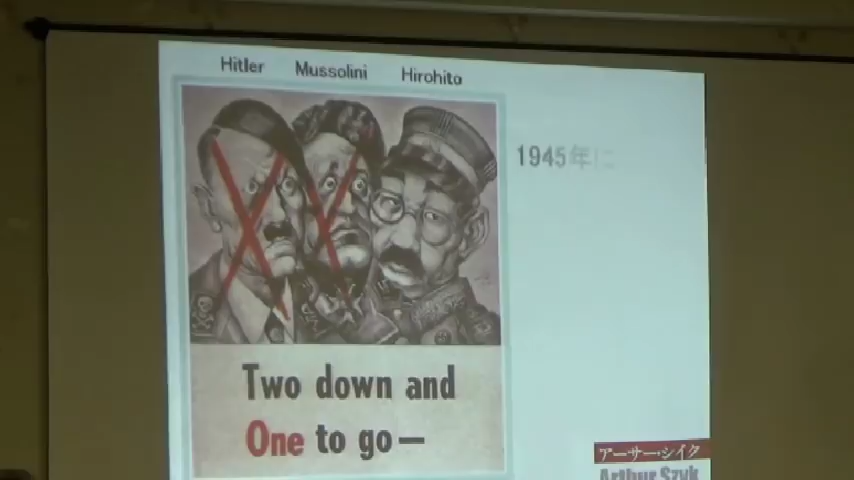 Hitler Mussolini Hirohito
1945年に
Two down and
One to go—
アーサー・シイク
Arthur Szyk